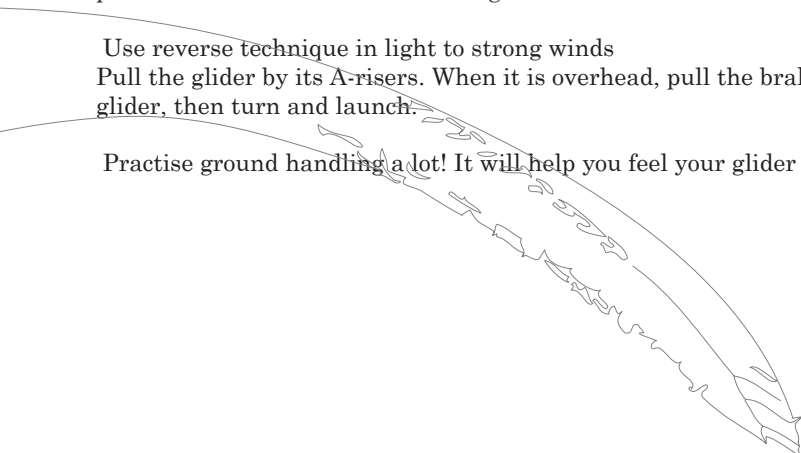 Use reverse technique in light to strong winds
Pull the glider by its A-risers. When it is overhead, pull the
glider, then turn and launch.
Practise ground handling a lot! It will help you feel your glider